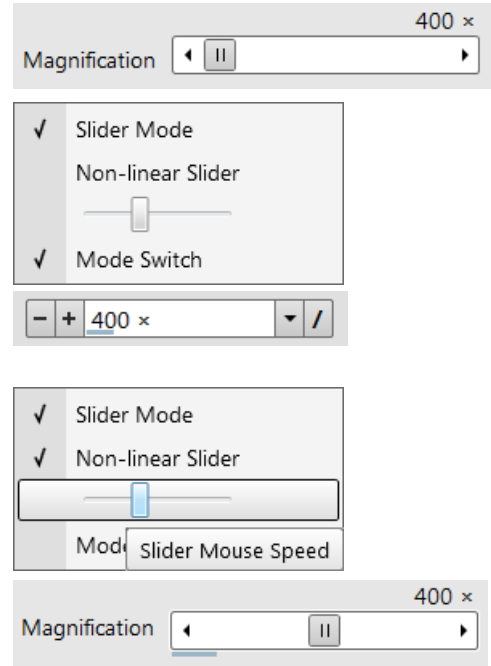 400 ×
Magnification
Slider Mode
Non-linear Slider
Mode Switch
400 ×
Slider Mode
Non-linear Slider
Slider Mouse Speed
400 ×
Magnification